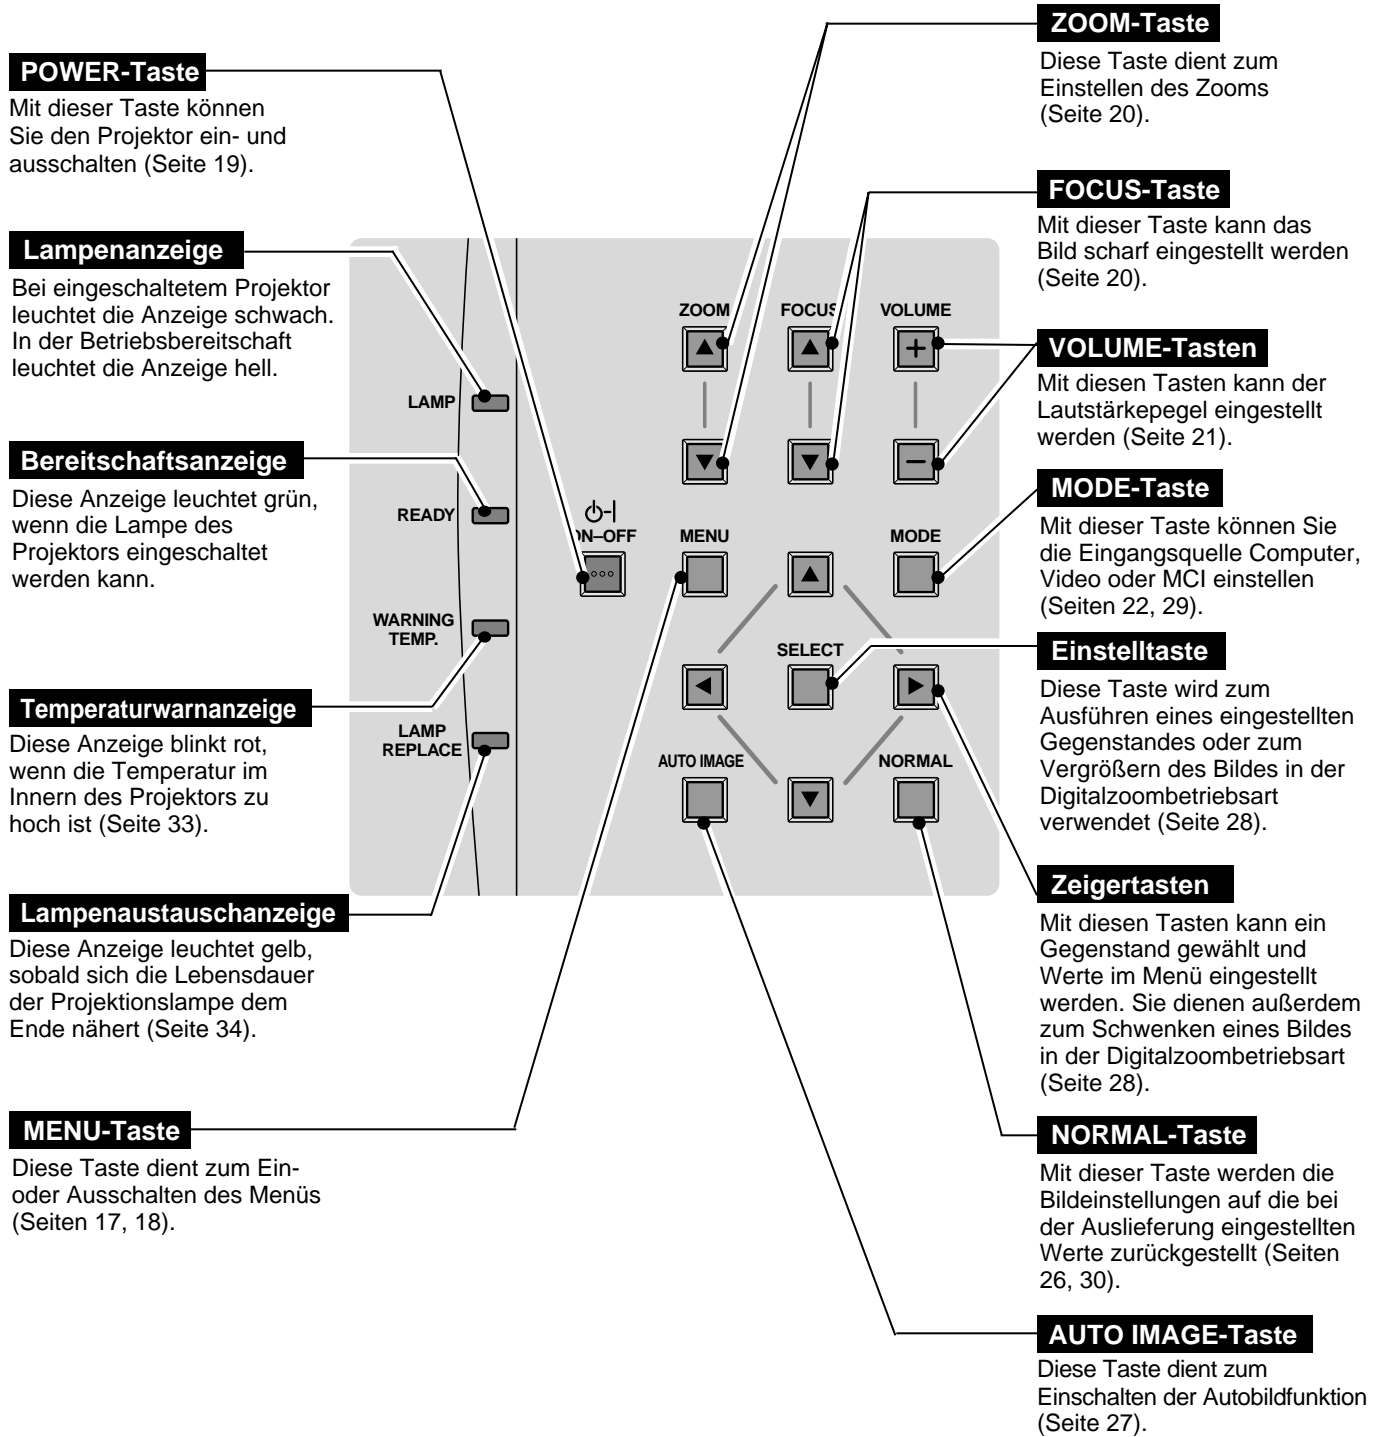 POWER-Taste
Mit dieser Taste können
Sie den Projektor ein- und
ausschalten (Seite 19).
Lampenanzeige
Bei eingeschaltetem Projektor
leuchtet die Anzeige schwach.
In der Betriebsbereitschaft
leuchtet die Anzeige hell.
Bereitschaftsanzeige
Diese Anzeige leuchtet grün,
wenn die Lampe des
Projektors eingeschaltet
werden kann.
Temperaturwarnanzeige
Diese Anzeige blinkt rot,
wenn die Temperatur im
Innern des Projektors zu
hoch ist (Seite 33).
Lampenaustauschanzeige
Diese Anzeige leuchtet gelb,
sobald sich die Lebensdauer
der Projektionslampe dem
Ende nähert (Seite 34).
MENU-Taste
Diese Taste dient zum Ein-
oder Ausschalten des Menüs
(Seiten 17, 18).
ZOOM
FOCUS
VOLUME
LAMP
READY
ON–OFF
MENU
MODE
WARNING
TEMP.
SELECT
LAMP
REPLACE
AUTO IMAGE
NORMAL
ZOOM-Taste
Diese Taste dient zum
Einstellen des Zooms
(Seite 20).
FOCUS-Taste
Mit dieser Taste kann das
Bild scharf eingestellt werden
(Seite 20).
VOLUME-Tasten
Mit diesen Tasten kann der
Lautstärkepegel eingestellt
werden (Seite 21).
MODE-Taste
Mit dieser Taste können Sie
die Eingangsquelle Computer,
Video oder MCI einstellen
(Seiten 22, 29).
Einstelltaste
Diese Taste wird zum
Ausführen eines eingestellten
Gegenstandes oder zum
Vergrößern des Bildes in der
Digitalzoombetriebsart
verwendet (Seite 28).
Zeigertasten
Mit diesen Tasten kann ein
Gegenstand gewählt und
Werte im Menü eingestellt
werden. Sie dienen außerdem
zum Schwenken eines Bildes
in der Digitalzoombetriebsart
(Seite 28).
NORMAL-Taste
Mit dieser Taste werden die
Bildeinstellungen auf die bei
der Auslieferung eingestellten
Werte zurückgestellt (Seiten
26, 30).
AUTO IMAGE-Taste
Diese Taste dient zum
Einschalten der Autobildfunktion
(Seite 27).